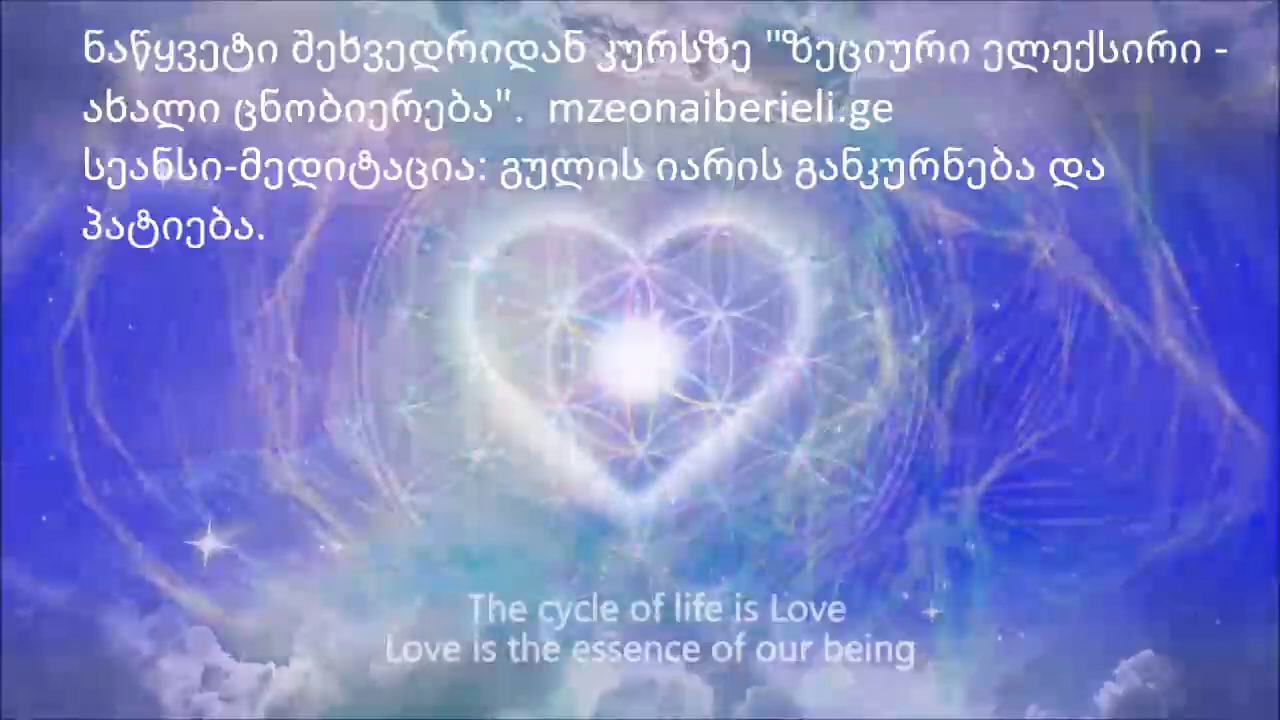 ნაწყვეტი შეხვედრიდან კურსზე "ზეციური ელექსირი -
ახალი ცნობიერება".  mzeonaiberieli.ge
სეანსი-მედიტაცია: გულის იარის განკურნება და
პატიება.
The cycle of life is Love
Love is the essence of our being